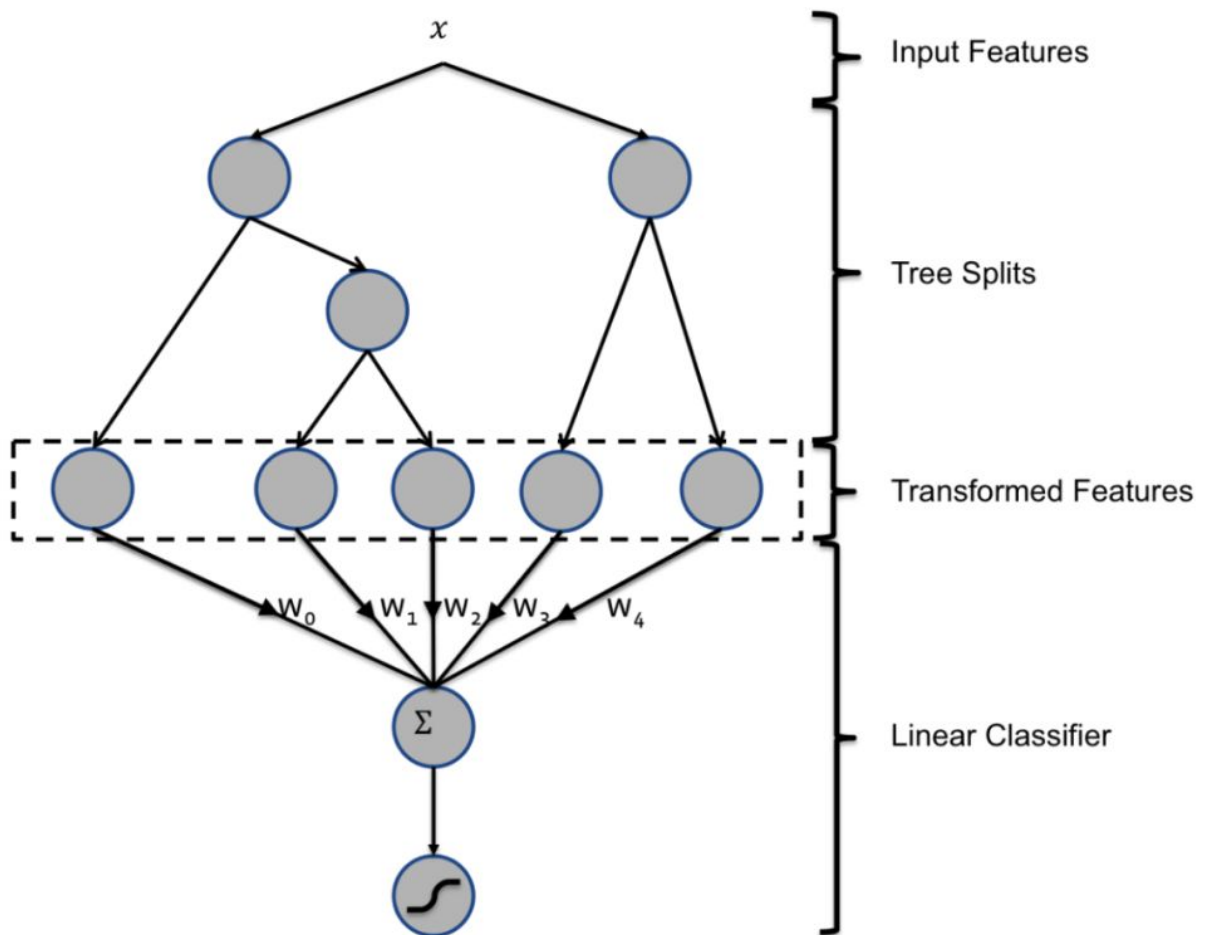 x
Input Features
Tree Splits
Transformed Features
W₀ W₁ W₂ W₃ W₄
Σ
Linear Classifier